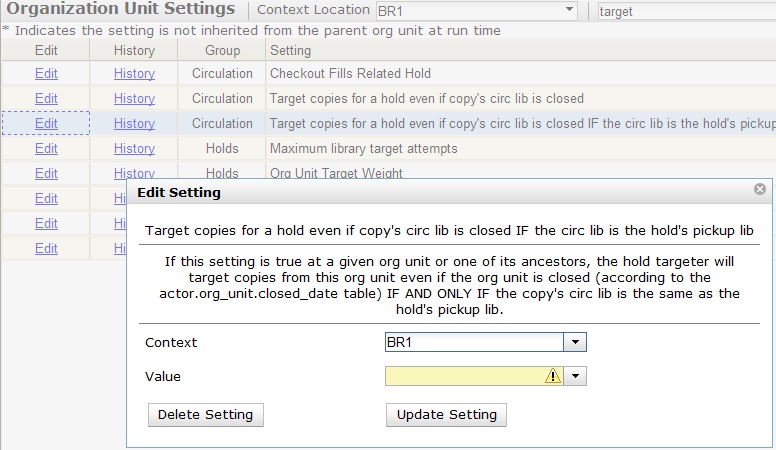 Organization Unit Settings Context Location BR1 target
* Indicates the setting is not inherited from the parent org unit at run time
Edit History Group Setting
Edit History Circulation Checkout Fills Related Hold
Edit History Circulation Target copies for a hold even if copy's circ lib is closed
Edit History Circulation Target copies for a hold even if copy's circ lib is closed IF the circ lib is the hold's pickup
Edit History Holds Maximum library target attempts
Edit History Holds Org Unit Target Weight
Edit
Edit
Edit
Edit Setting
Target copies for a hold even if copy's circ lib is closed IF the circ lib is the hold's pickup lib
If this setting is true at a given org unit or one of its ancestors, the hold targeter will
target copies from this org unit even if the org unit is closed (according to the
actor.org_unit.closed_date table) IF AND ONLY IF the copy's circ lib is the same as the
hold's pickup lib.
Context BR1
Value
Delete Setting Update Setting